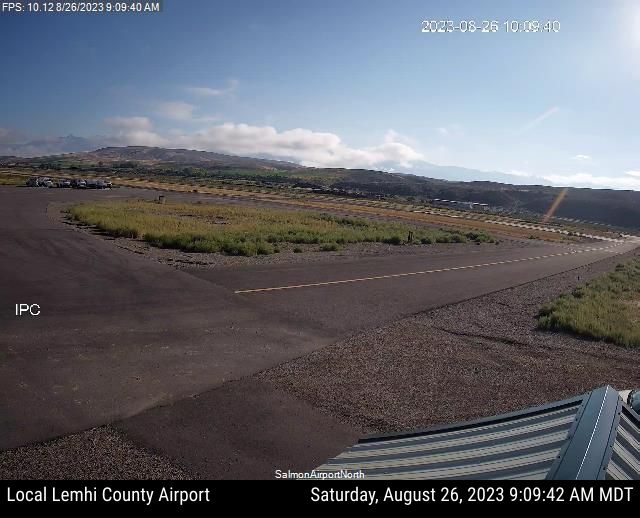 FPS: 10.12 8/26/2023 9:09:40 AM
2023-08-26 10:09:40
IPC
SalmonAirportNorth
Local Lemhi County Airport
Saturday, August 26, 2023 9:09:42 AM MDT